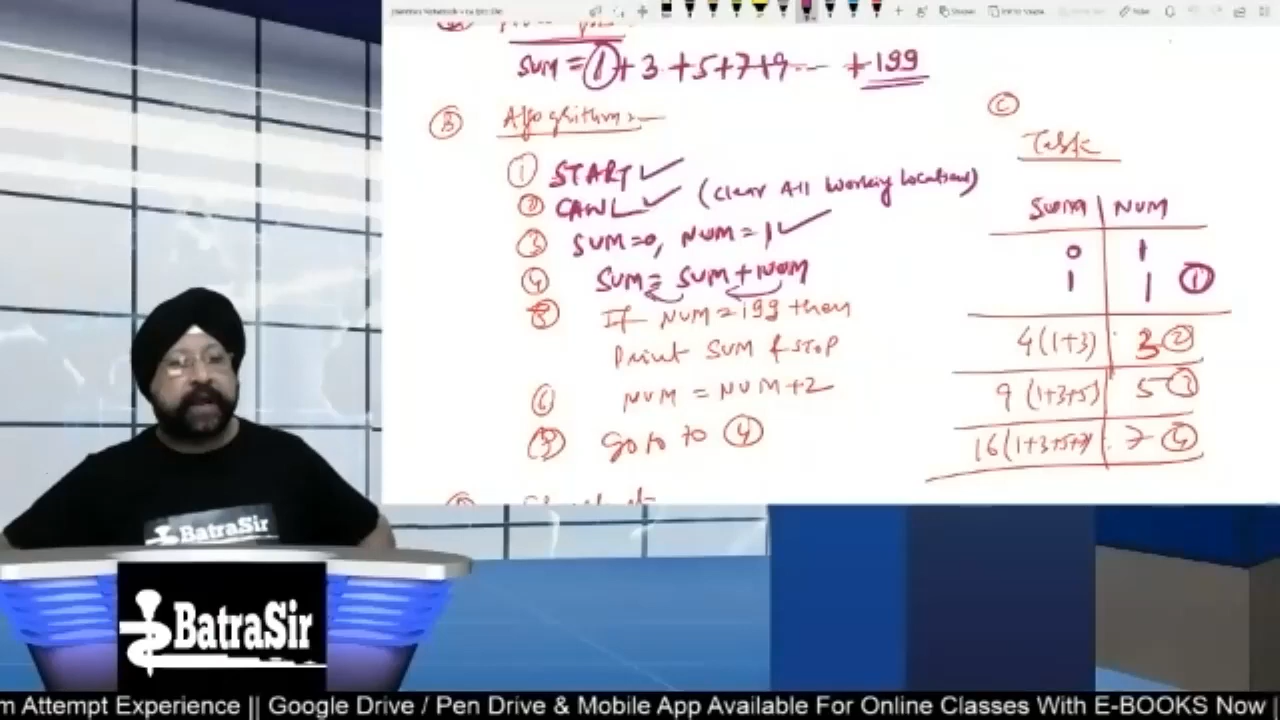 SUM = 1 + 3 + 5 + 7 + 9 ... + 199
B Algorithm:-
1 START ✓
2 CAWL ✓ (Clear All Working Locations)
3 SUM=0, NUM=1 ✓
4 SUM = SUM + NUM
5 If NUM = 199 then
Print SUM & STOP
6 NUM = NUM+2
7 Go to to 4
C
Table
SUM | NUM
0 1
1 1 1
4 (1+3) 3 2
9 (1+3+5) 5 3
16 (1+3+5+7) 7 4
BatraSir
BatraSir
m Attempt Experience || Google Drive / Pen Drive & Mobile App Available For Online Classes With E-BOOKS Now |